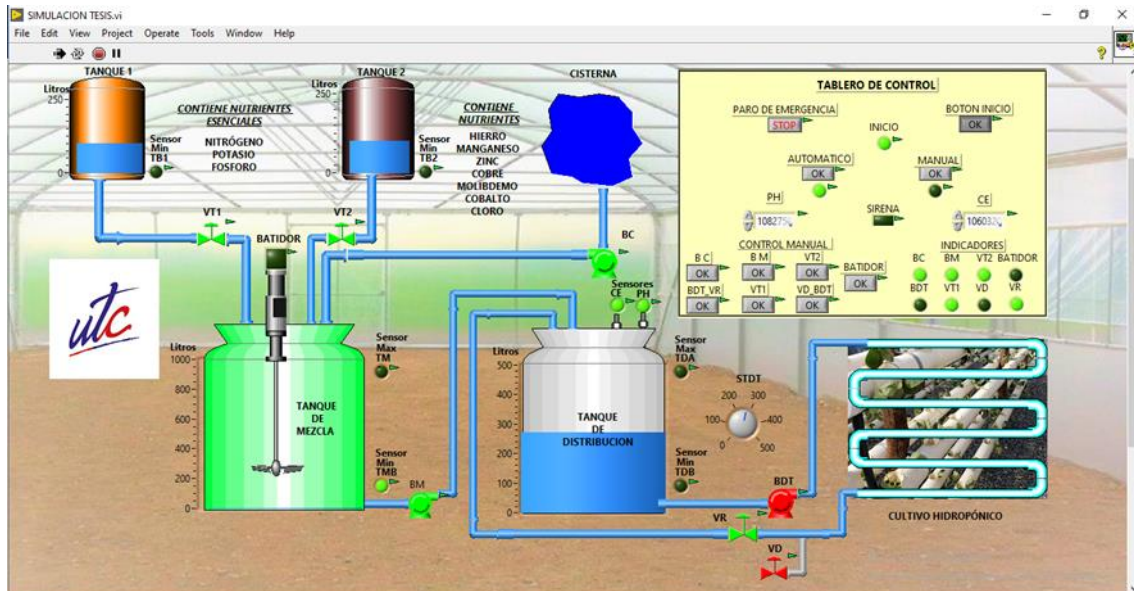 SIMULACION TESIS.vi
File Edit View Project Operate Tools Window Help
TANQUE 1
Litros
250
0
Sensor
Min
TB1
CONTIENE NUTRIENTES
ESENCIALES
NITRÓGENO
POTASIO
FOSFORO
TANQUE 2
Litros
250
0
Sensor
Min
TB2
CONTIENE
NUTRIENTES
HIERRO
MANGANESO
ZINC
COBRE
MOLIBDEMO
COBALTO
CLORO
CISTERNA
VT1
VT2
BATIDOR
BC
utc
Sensores
CE PH
Litros
1000
800
600
400
200
0
TANQUE
DE
MEZCLA
Sensor
Max
TM
Sensor
Min
TMB
BM
Litros
500
400
300
200
100
0
TANQUE
DE
DISTRIBUCION
Sensor
Max
TDA
Sensor
Min
TDB
STDT
0
100
200
300
400
500
BDT
VR
VD
CULTIVO HIDROPÓNICO
TABLERO DE CONTROL
PARO DE EMERGENCIA
STOP
INICIO
BOTON INICIO
OK
AUTOMATICO
OK
MANUAL
OK
PH
SIRENA
CE
CONTROL MANUAL
B C
OK
B M
OK
VT2
OK
BATIDOR
OK
BDT_VR
OK
VT1
OK
VD_BDT
OK
INDICADORES
BC BM VT2 BATIDOR
BDT VT1 VD VR